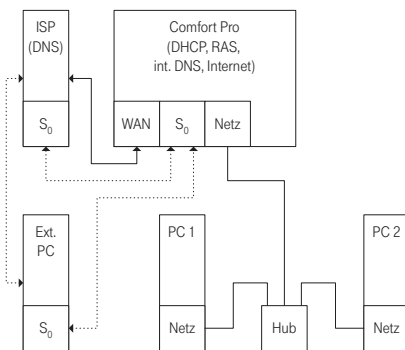 ISP
(DNS)
S₀
Comfort Pro
(DHCP, RAS,
int. DNS, Internet)
WAN
S₀
Netz
Ext.
PC
S₀
PC 1
Netz
Hub
PC 2
Netz